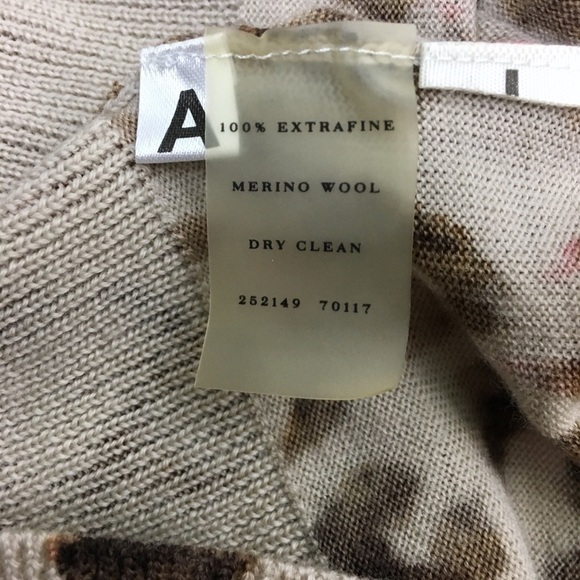 A
100% EXTRAFINE
MERINO WOOL
DRY CLEAN
252149 70117